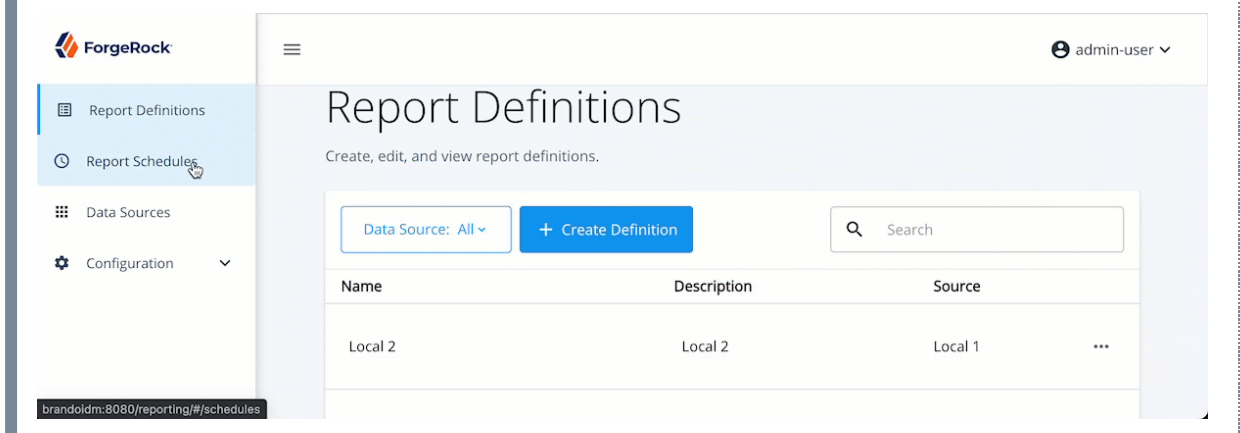 ForgeRock
admin-user
Report Definitions
Report Schedules
Data Sources
Configuration
Report Definitions
Create, edit, and view report definitions.
Data Source: All
+ Create Definition
Search
Name Description Source
Local 2 Local 2 Local 1 ...
brandoidm:8080/reporting/#/schedules